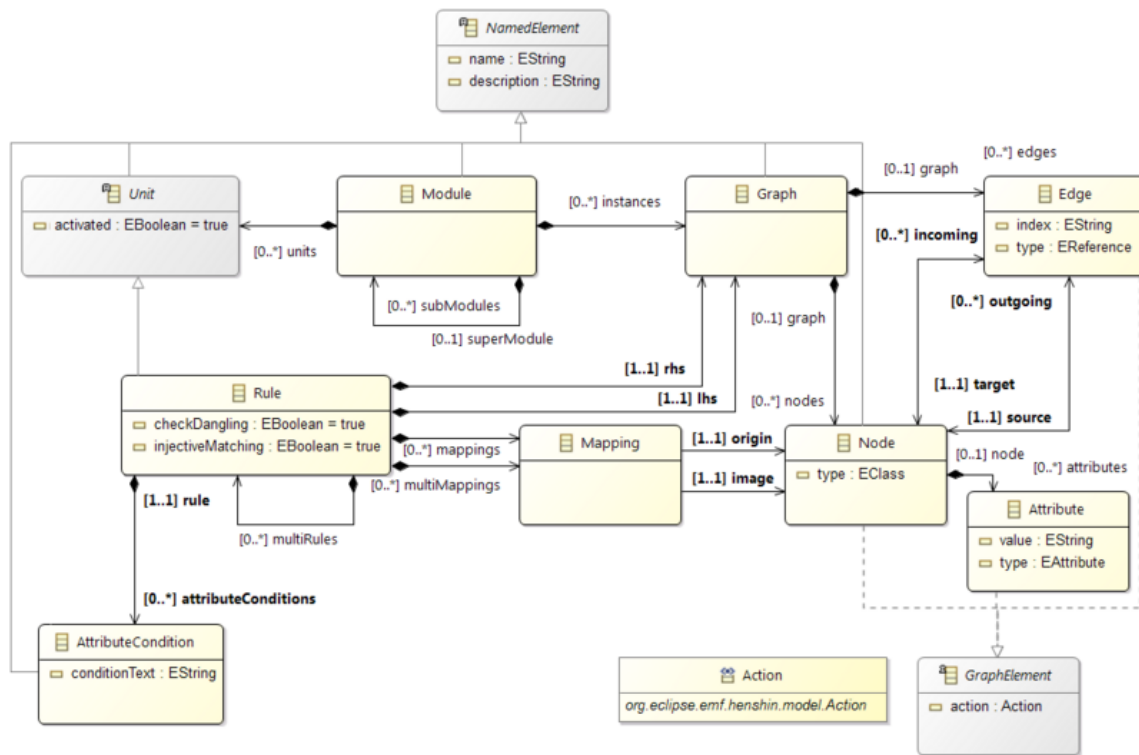 NamedElement
name : EString
description : EString
[0..1] graph
[0..*] edges
Unit
activated : EBoolean = true
Module
[0..*] instances
Graph
Edge
index : EString
type : EReference
[0..*] units
[0..*] incoming
[0..*] subModules
[0..1] superModule
[0..*] outgoing
[0..1] graph
[1..1] rhs
[1..1] lhs
[1..1] target
[1..1] source
[0..*] nodes
Rule
checkDangling : EBoolean = true
injectiveMatching : EBoolean = true
[0..*] mappings
[0..*] multiMappings
Mapping
[1..1] origin
[1..1] image
Node
type : EClass
[0..1] node
[0..*] attributes
[1..1] rule
[0..*] multiRules
Attribute
value : EString
type : EAttribute
[0..*] attributeConditions
AttributeCondition
conditionText : EString
Action
org.eclipse.emf.henshin.model.Action
GraphElement
action : Action